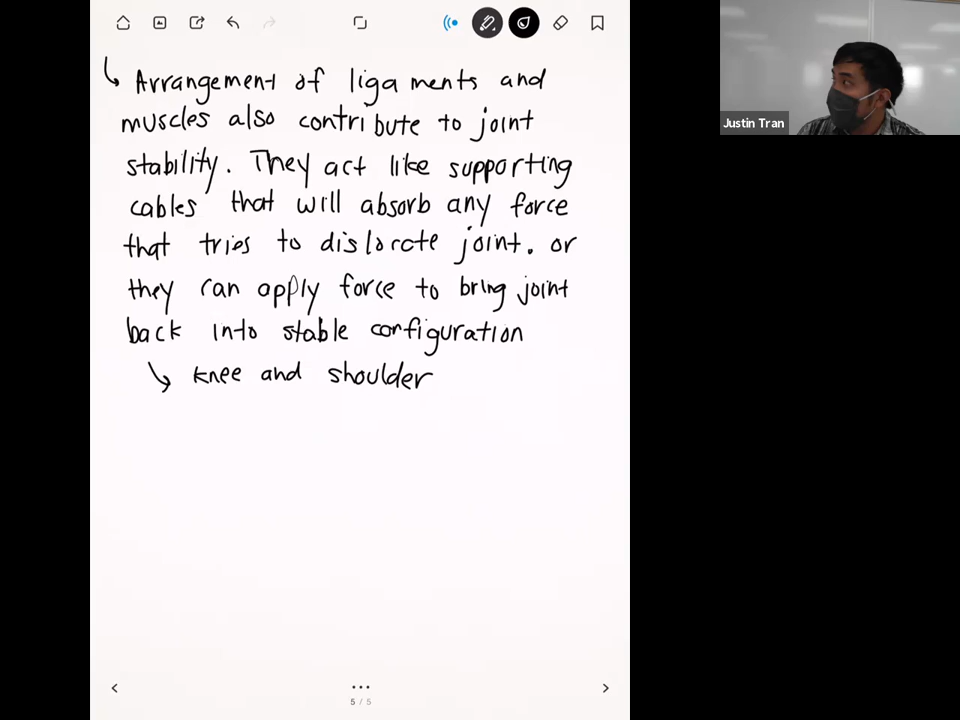 Arrangement of ligaments and
muscles also contribute to joint
stability. They act like supporting
cables that will absorb any force
that tries to dislocate joint. or
they can apply force to bring joint
back into stable configuration
↳ knee and shoulder
5 / 5
Justin Tran